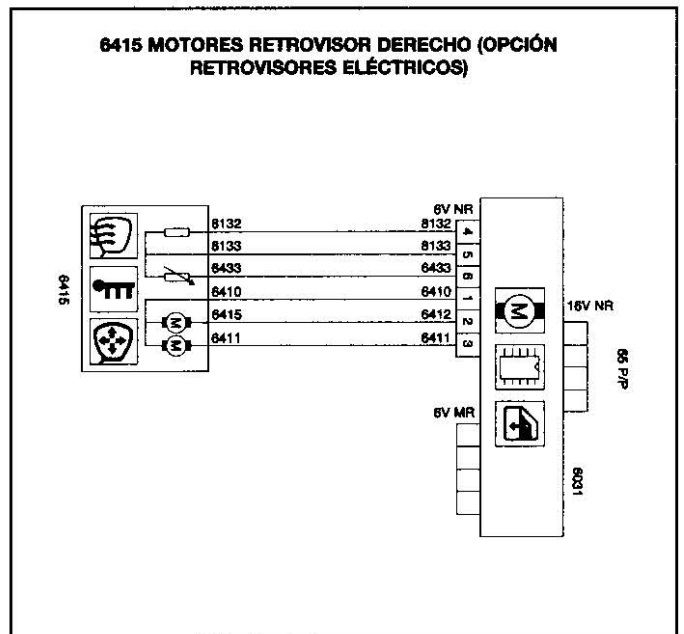 6415 MOTORES RETROVISOR DERECHO (OPCIÓN
RETROVISORES ELÉCTRICOS)
6V NR
8132 8132 4
8133 8133 5
6433 6433 6
6410 6410 1
6415 6412 2
6411 6411 3
6415
M
M
M
16V NR
55 P/P
6V MR
6031